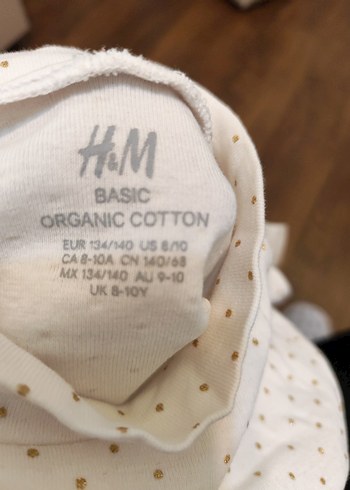 H&M
BASIC
ORGANIC COTTON
EUR 134/140 US 8/10
CA 8-10A CN 140/68
MX 134/140 AU 9-10
UK 8-10Y